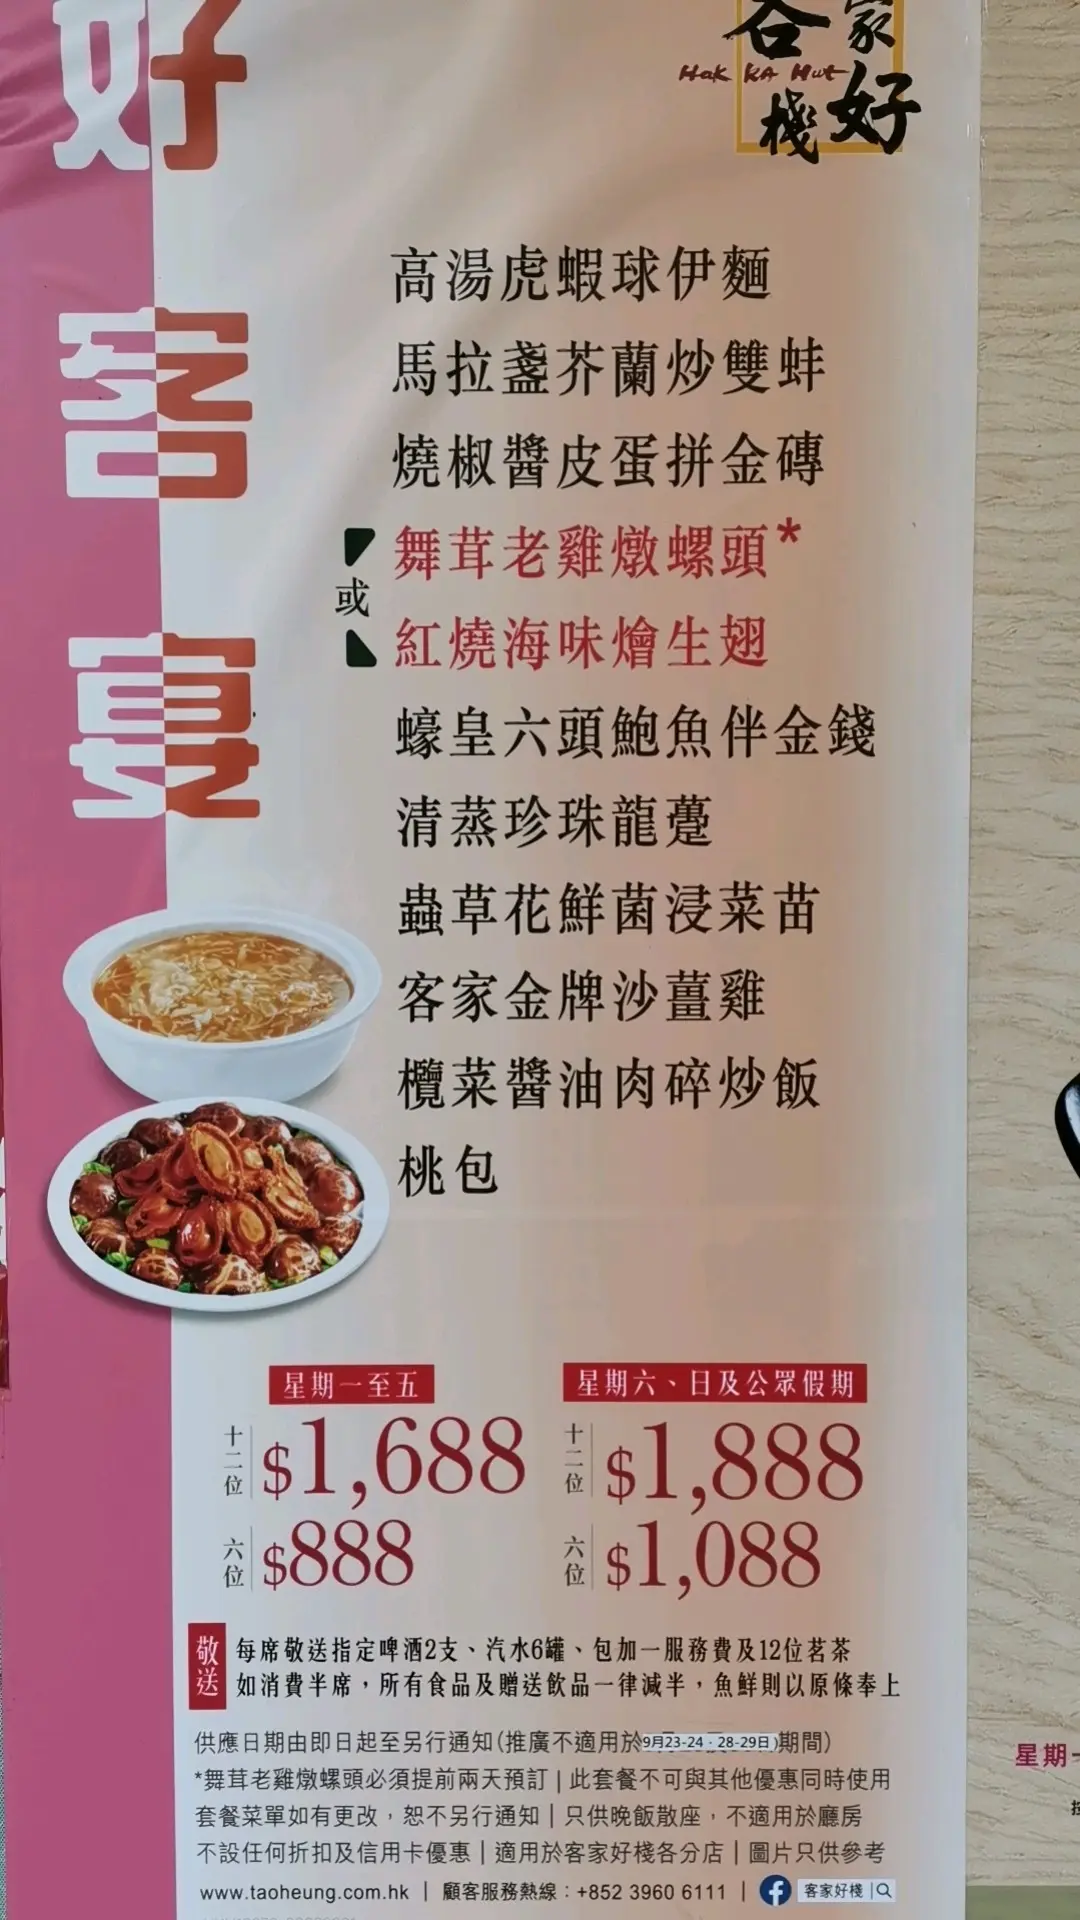 好客宴
客家好棧
Hak KA Hut
高湯虎蝦球伊麵
馬拉盞芥蘭炒雙蚌
燒椒醬皮蛋拼金磚
舞茸老雞燉螺頭*
或
紅燒海味燴生翅
蠔皇六頭鮑魚伴金錢
清蒸珍珠龍躉
蟲草花鮮菌浸菜苗
客家金牌沙薑雞
欖菜醬油肉碎炒飯
桃包
星期一至五
十二位 $1,688
六位 $888
星期六、日及公眾假期
十二位 $1,888
六位 $1,088
敬送
每席敬送指定啤酒2支、汽水6罐、包加一服務費及12位茗茶
如消費半席，所有食品及贈送飲品一律減半，魚鮮則以原條奉上
供應日期由即日起至另行通知(推廣不適用於9月23-24﹒28-29日)期間)
*舞茸老雞燉螺頭必須提前兩天預訂 | 此套餐不可與其他優惠同時使用
套餐菜單如有更改，恕不另行通知 | 只供晚飯散座，不適用於廳房
不設任何折扣及信用卡優惠 | 適用於客家好棧各分店 | 圖片只供參考
www.taoheung.com.hk | 顧客服務熱線：+852 3960 6111 | 客家好棧
星期一